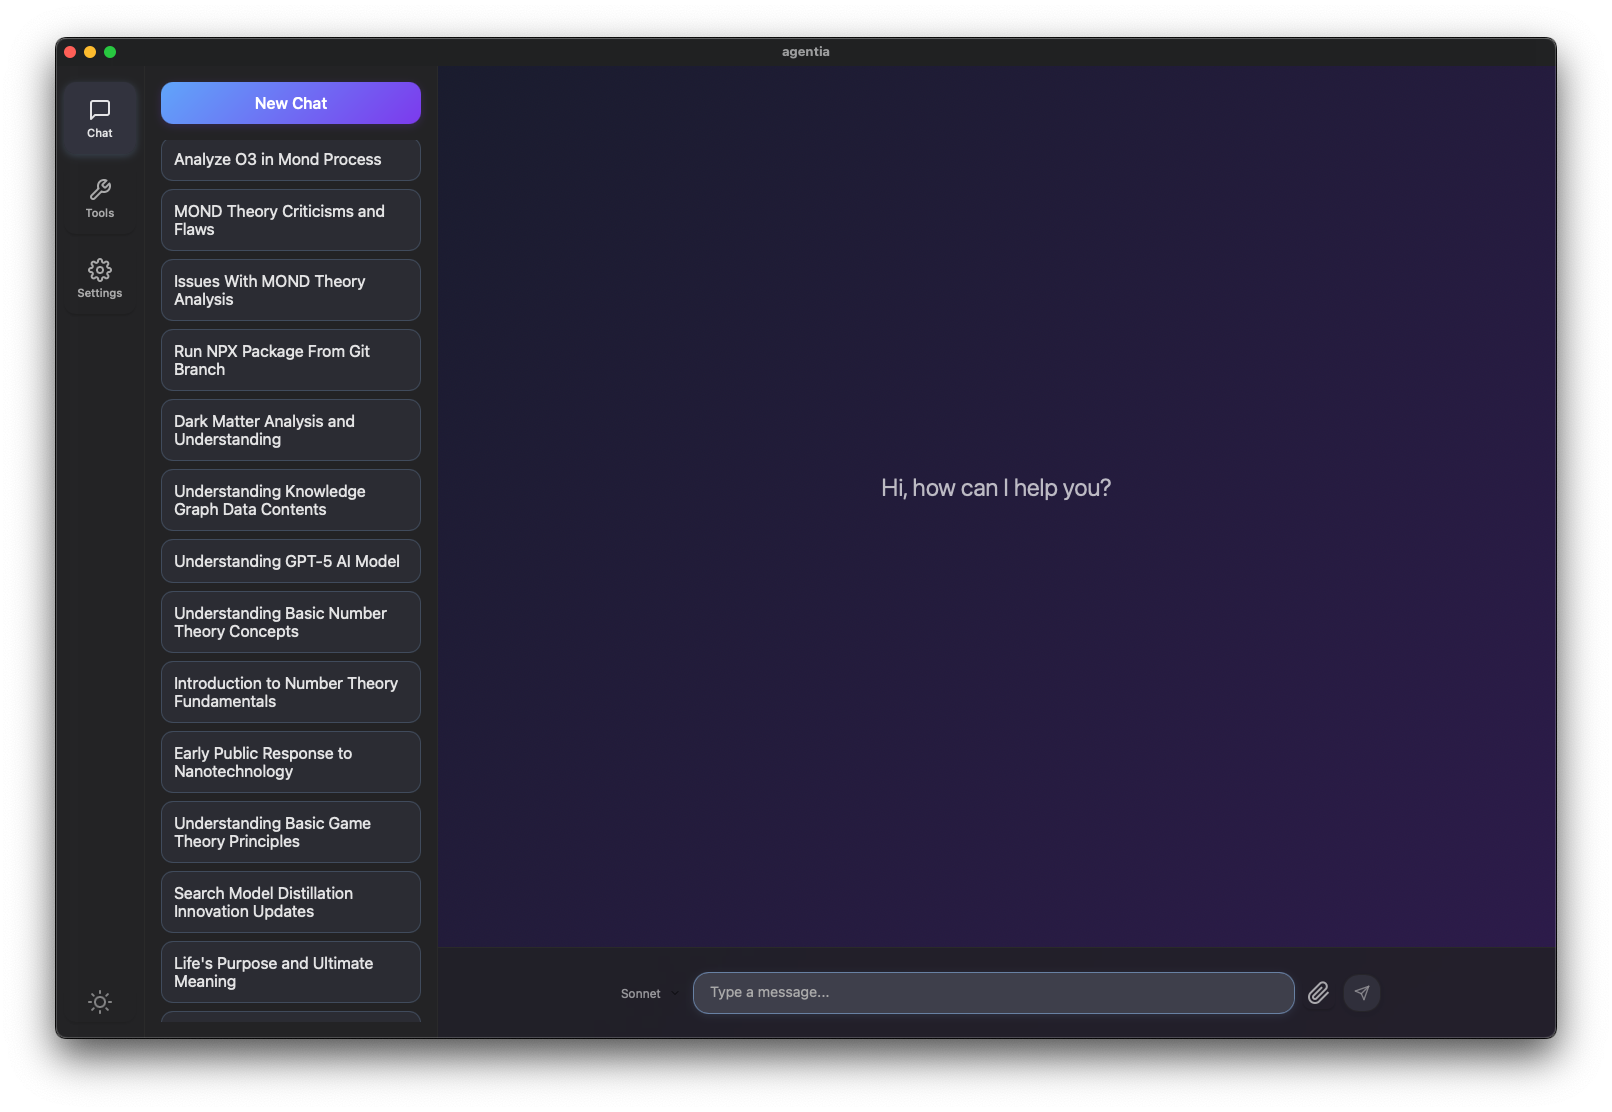 agentia
Chat
Tools
Settings
New Chat
Analyze O3 in Mond Process
MOND Theory Criticisms and
Flaws
Issues With MOND Theory
Analysis
Run NPX Package From Git
Branch
Dark Matter Analysis and
Understanding
Understanding Knowledge
Graph Data Contents
Understanding GPT-5 AI Model
Understanding Basic Number
Theory Concepts
Introduction to Number Theory
Fundamentals
Early Public Response to
Nanotechnology
Understanding Basic Game
Theory Principles
Search Model Distillation
Innovation Updates
Life's Purpose and Ultimate
Meaning
Hi, how can I help you?
Sonnet
Type a message...